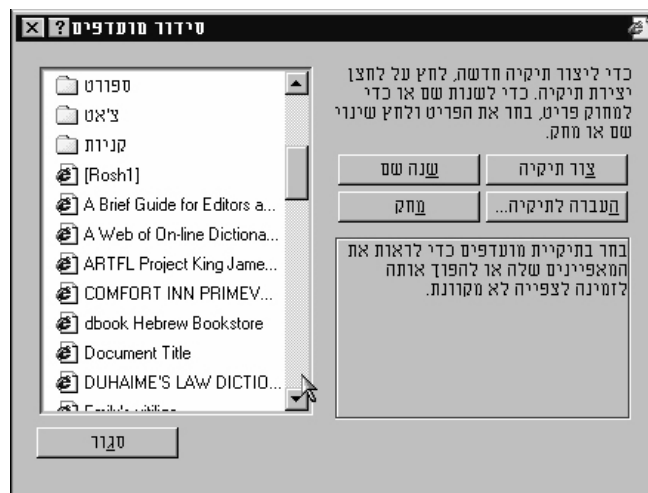 סידור מועדפים
כדי ליצור תיקיה חדשה, לחץ על לחצן
יצירת תיקיה. כדי לשנות שם או כדי
למחוק פריט, בחר את הפריט ולחץ שינוי
שם או מחק.
צור תיקיה
שנה שם
העברה לתיקיה...
מחק
בחר בתיקיית מועדפים כדי לראות את
המאפיינים שלה או להפוך אותה
לזמינה לצפייה לא מקוונת.
ספורט
צ'אט
קניות
[Rosh1]
A Brief Guide for Editors a...
A Web of On-line Dictiona...
ARTFL Project King Jame...
COMFORT INN PRIMEV...
dbook Hebrew Bookstore
Document Title
DUHAIME'S LAW DICTIO...
סגור